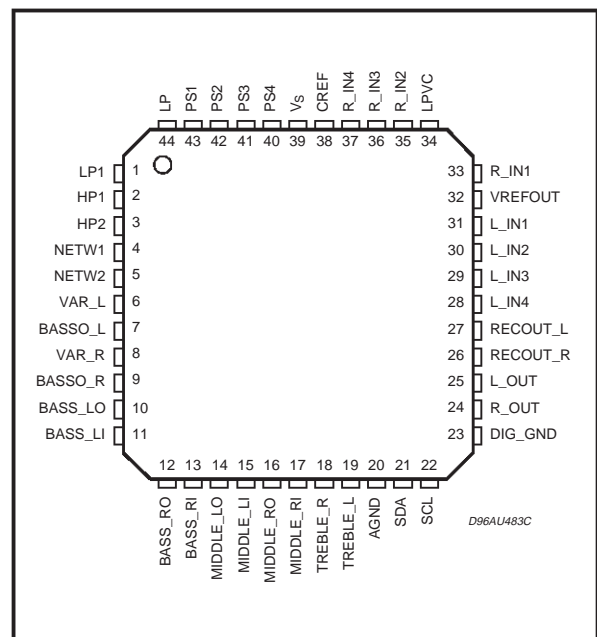 LP
PS1
PS2
PS3
PS4
Vs
CREF
R_IN4
R_IN3
R_IN2
LPVC
44 43 42 41 40 39 38 37 36 35 34
LP1 1
HP1 2
HP2 3
NETW1 4
NETW2 5
VAR_L 6
BASSO_L 7
VAR_R 8
BASSO_R 9
BASS_LO 10
BASS_LI 11
33 R_IN1
32 VREFOUT
31 L_IN1
30 L_IN2
29 L_IN3
28 L_IN4
27 RECOUT_L
26 RECOUT_R
25 L_OUT
24 R_OUT
23 DIG_GND
12 13 14 15 16 17 18 19 20 21 22
BASS_RO
BASS_RI
MIDDLE_LO
MIDDLE_LI
MIDDLE_RO
MIDDLE_RI
TREBLE_R
TREBLE_L
AGND
SDA
SCL
D96AU483C